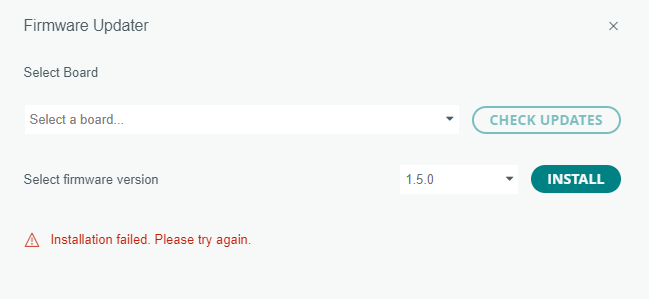 Firmware Updater
Select Board
Select a board...
CHECK UPDATES
Select firmware version
1.5.0
INSTALL
Installation failed. Please try again.